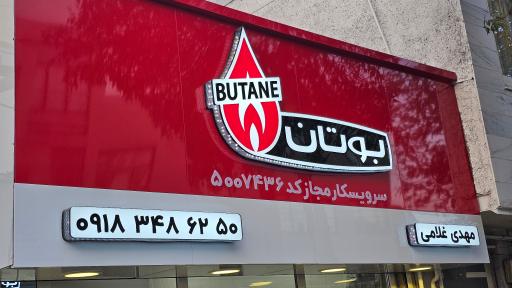 BUTANE
بوتان
سرویسکار مجاز کد ۵۰۰۷۴۳۶
۰۹۱۸ ۳۴۸ ۶۲ ۵۰
مهدی غلامی